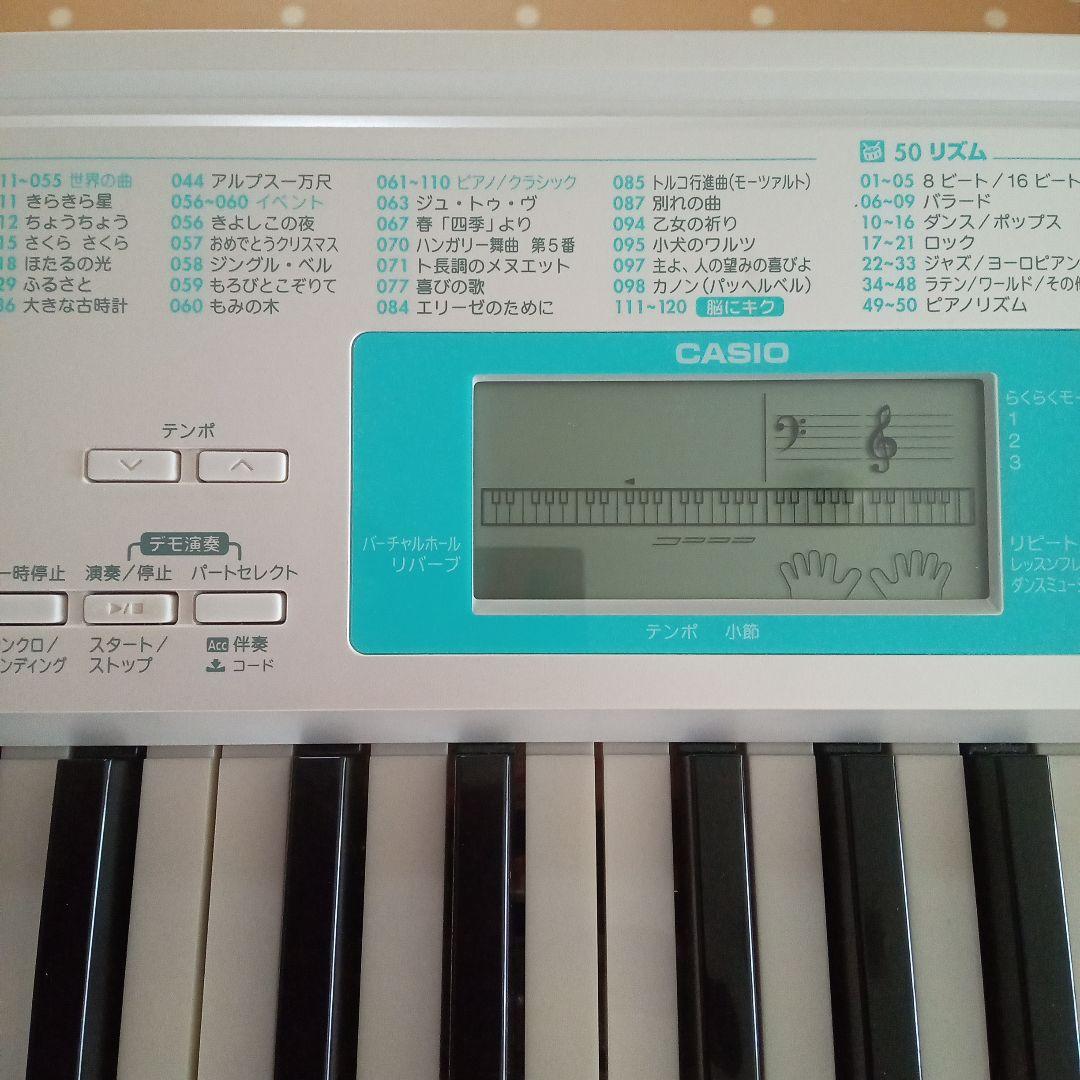 50 リズム
11~055 世界の曲
11 きらきら星
12 ちょうちょう
15 さくら さくら
18 ほたるの光
29 ふるさと
36 大きな古時計
044 アルプス一万尺
056~060 イベント
056 きよしこの夜
057 おめでとうクリスマス
058 ジングル・ベル
059 もろびとこぞりて
060 もみの木
061~110 ピアノ/クラシック
063 ジュ・トゥ・ヴ
067 春「四季」より
070 ハンガリー舞曲 第5番
071 ト長調のメヌエット
077 喜びの歌
084 エリーゼのために
085 トルコ行進曲(モーツァルト)
087 別れの曲
094 乙女の祈り
095 小犬のワルツ
097 主よ、人の望みの喜びよ
098 カノン(パッヘルベル)
111~120 脳にキク
01~05 8ビート/16ビート
06~09 バラード
10~16 ダンス/ポップス
17~21 ロック
22~33 ジャズ/ヨーロピアン
34~48 ラテン/ワールド/その他
49~50 ピアノリズム
CASIO
らくらくモー
1
2
3
テンポ
バーチャルホール
リバーブ
リピート
レッスンフレ
ダンスミュー
テンポ 小節
デモ演奏
一時停止 演奏/停止 パートセレクト
ンクロ/
ンディング
スタート/
ストップ
Acc 伴奏
コード